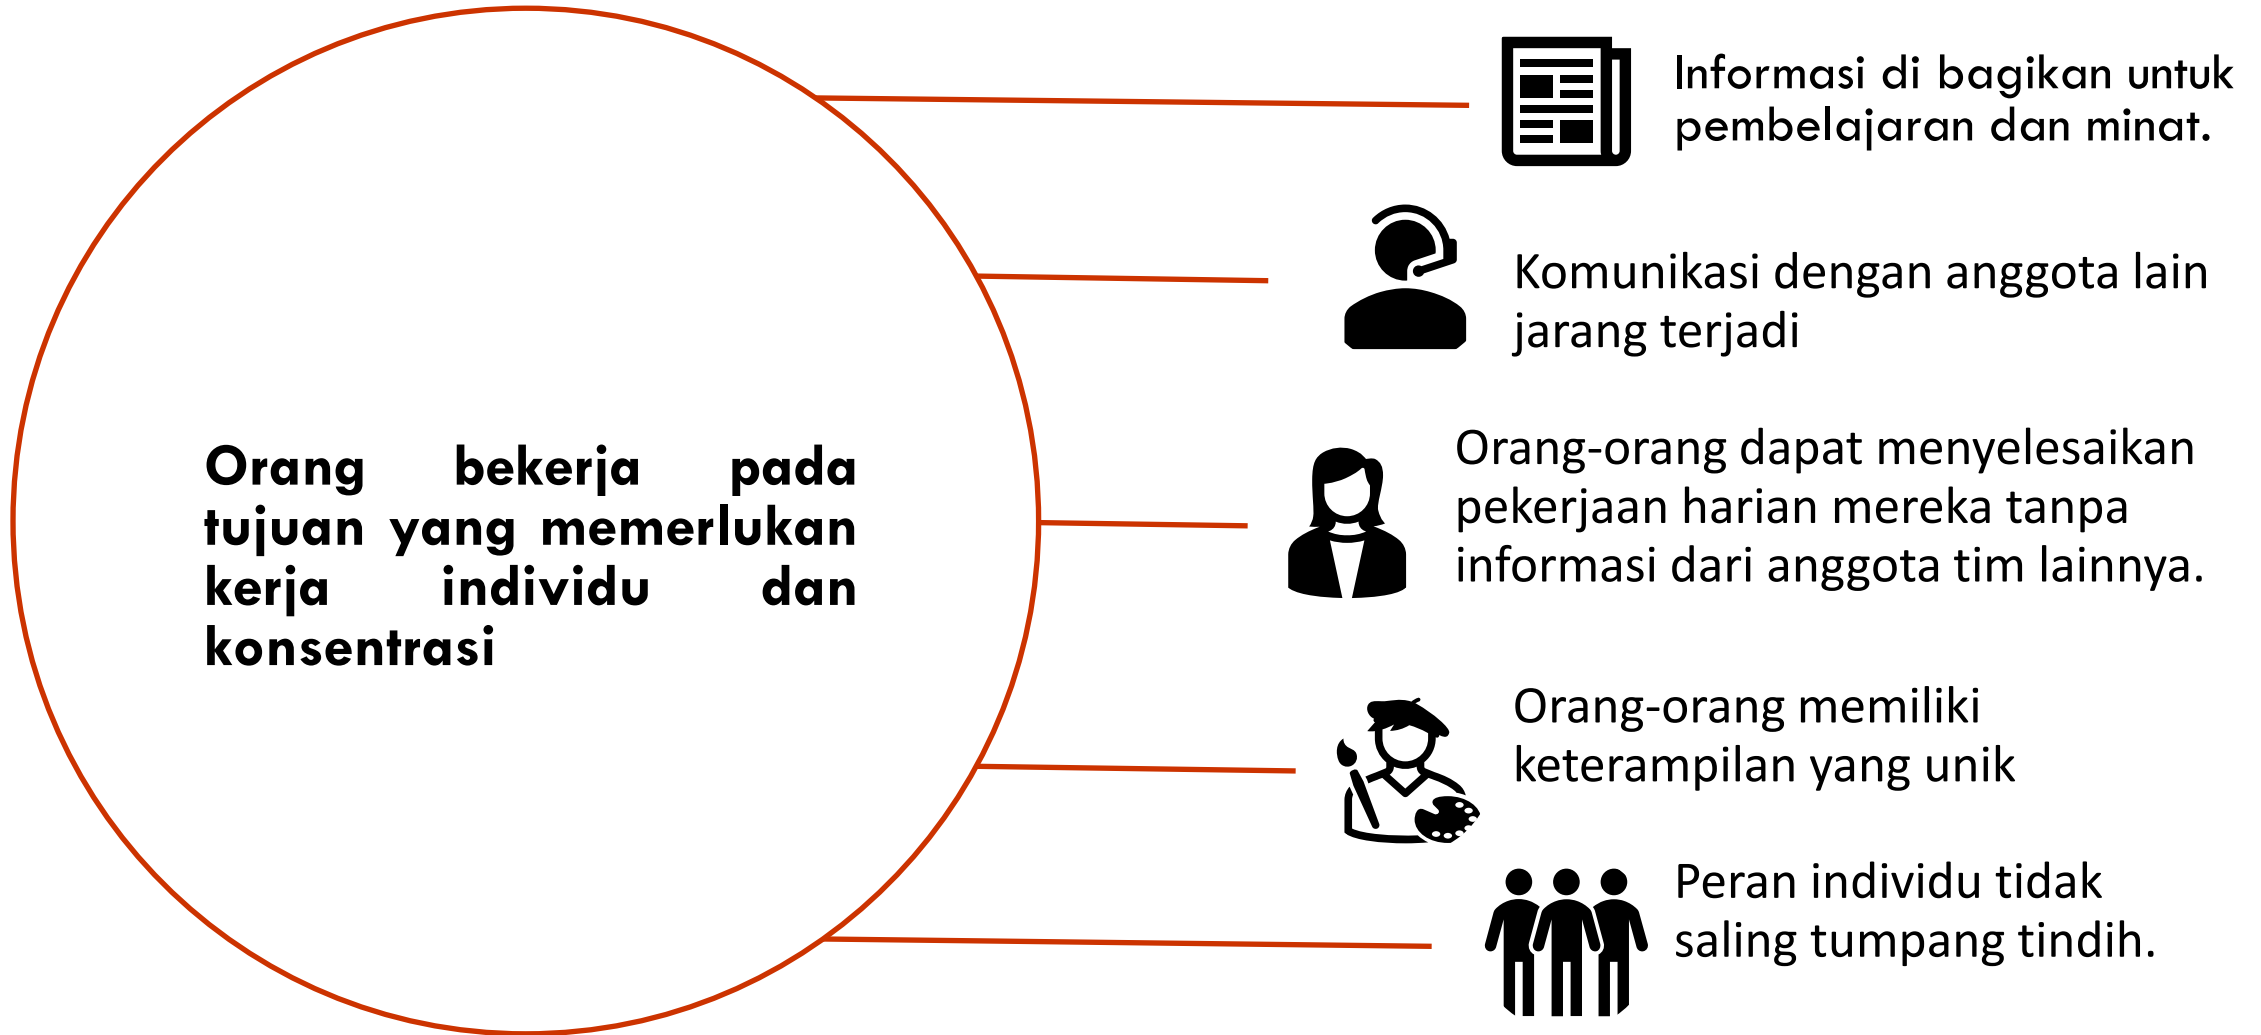 Orang bekerja pada
tujuan yang memerlukan
kerja individu dan
konsentrasi
Informasi di bagikan untuk
pembelajaran dan minat.
Komunikasi dengan anggota lain
jarang terjadi
Orang-orang dapat menyelesaikan
pekerjaan harian mereka tanpa
informasi dari anggota tim lainnya.
Orang-orang memiliki
keterampilan yang unik
Peran individu tidak
saling tumpang tindih.